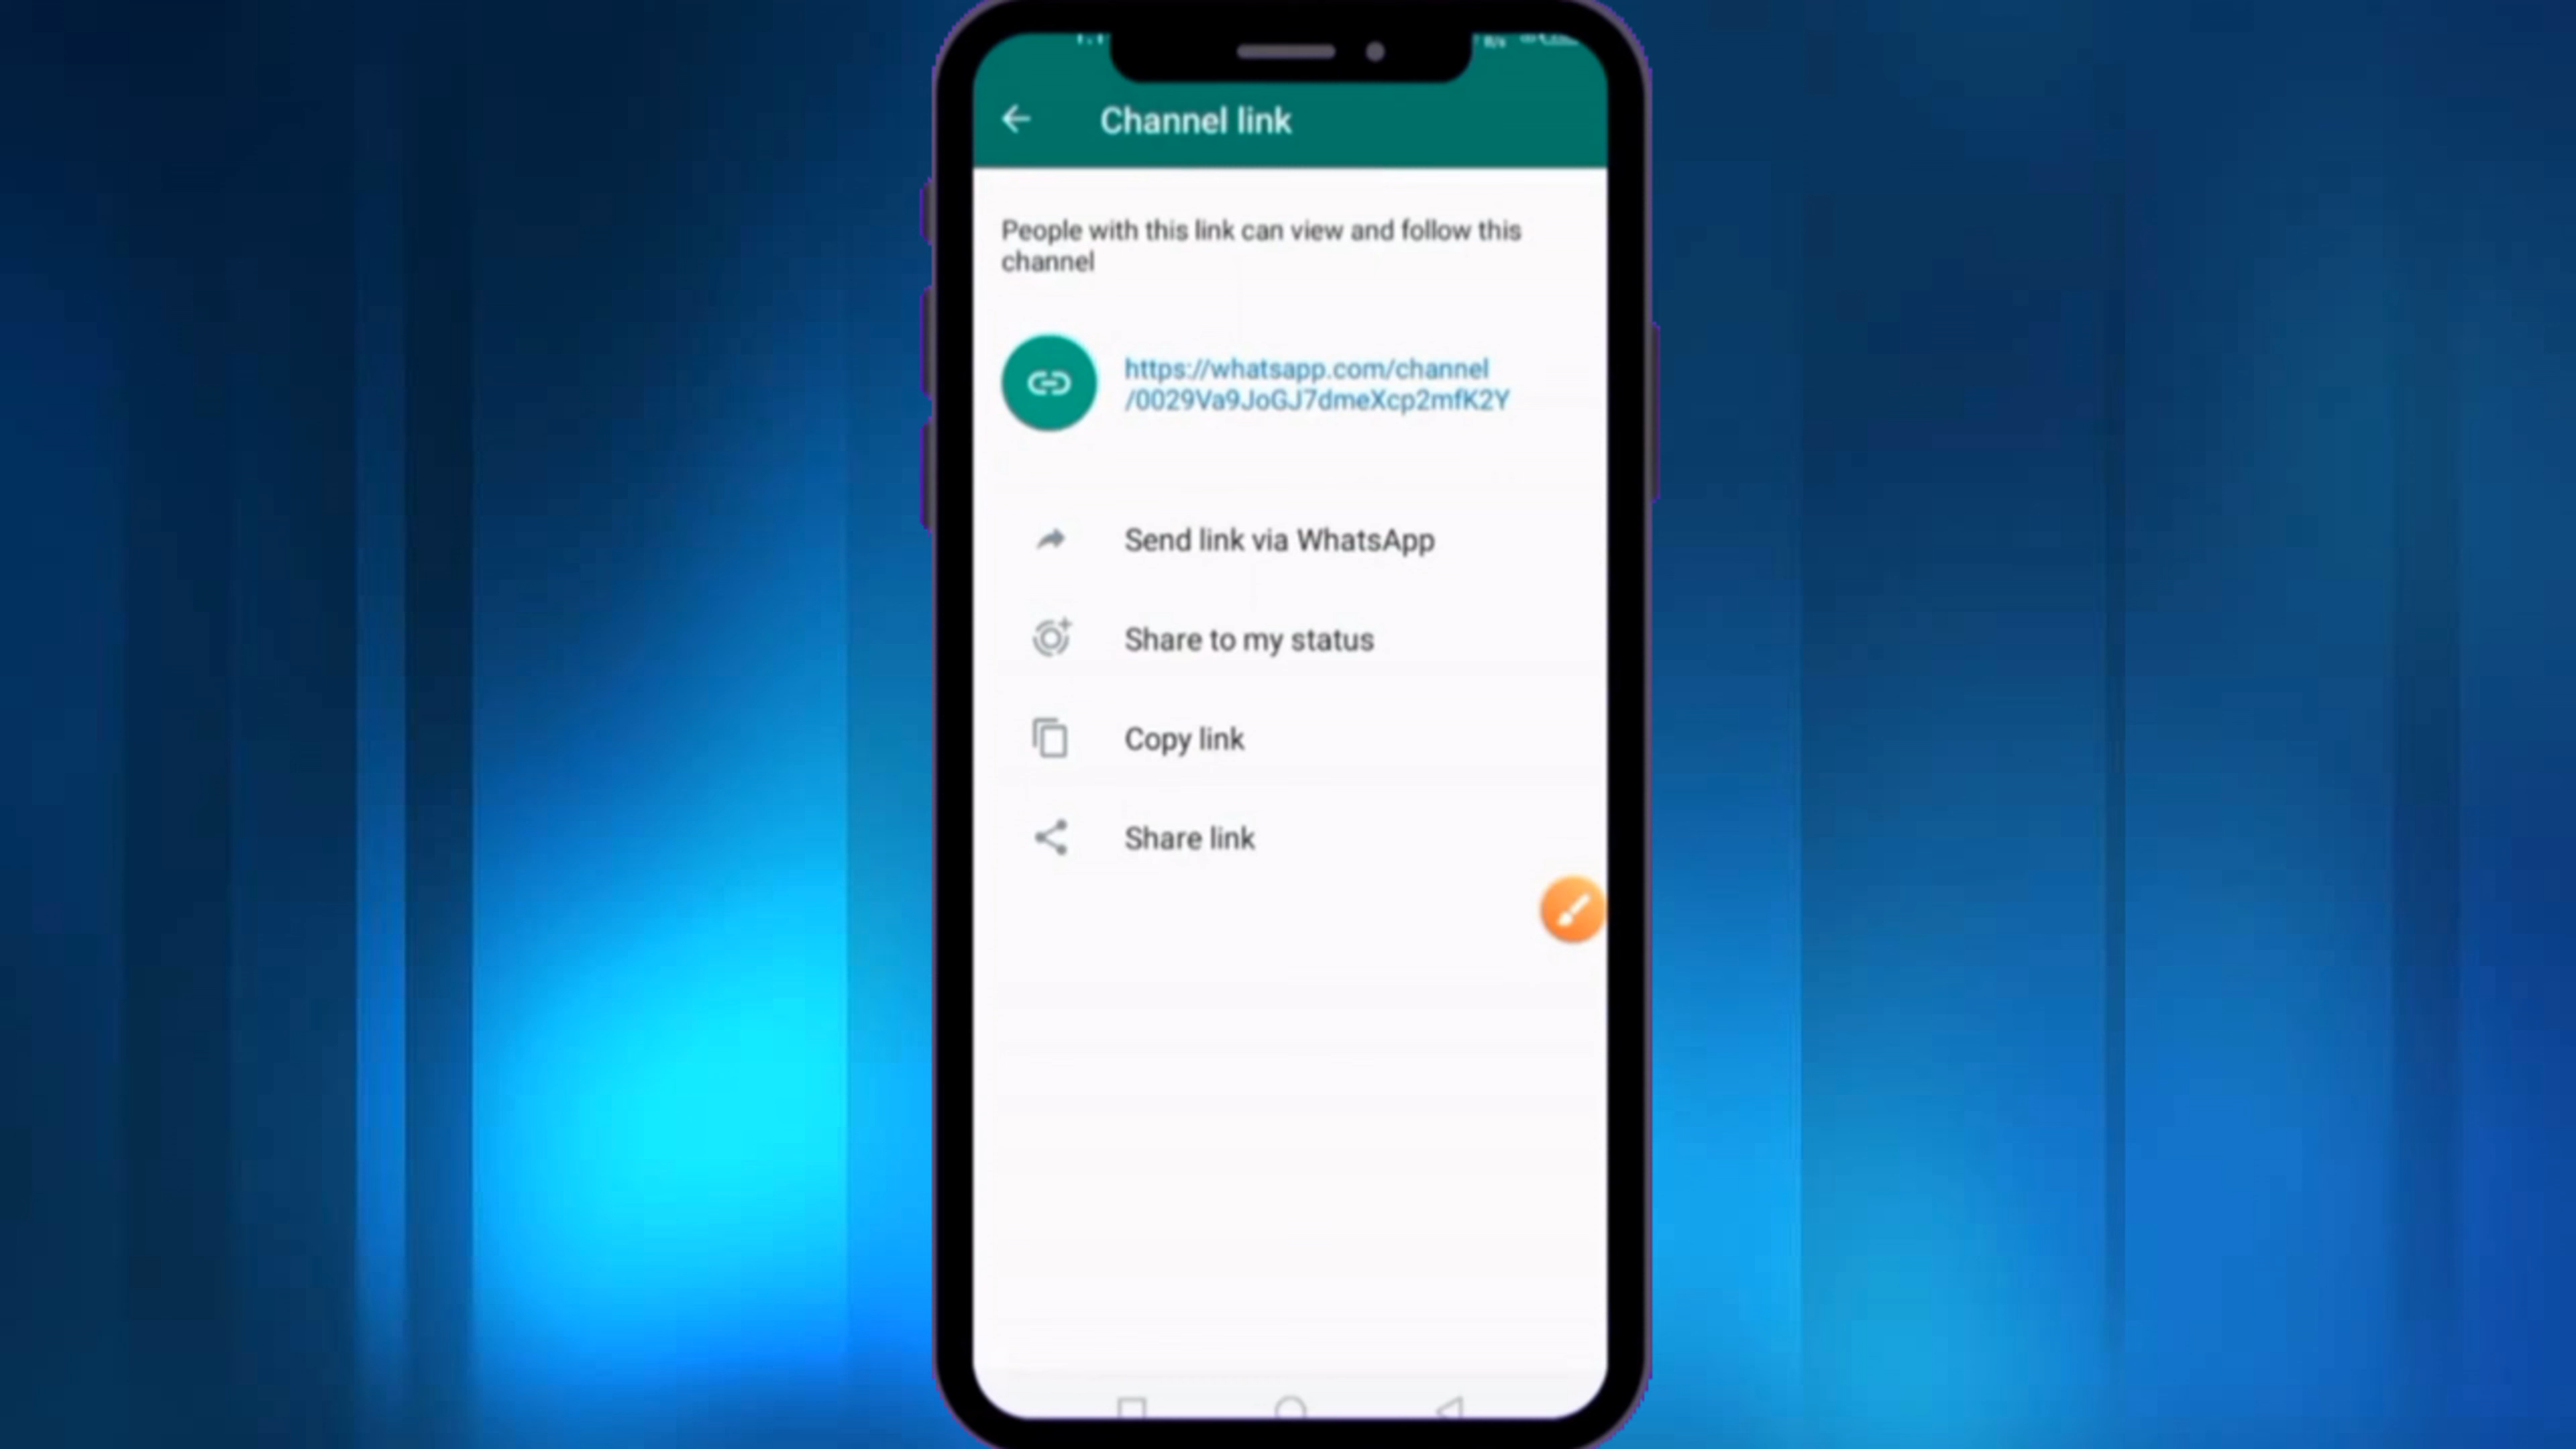 Channel link
People with this link can view and follow this
channel
https://whatsapp.com/channel
/0029Va9JoGJ7dmeXcp2mfK2Y
Send link via WhatsApp
Share to my status
Copy link
Share link